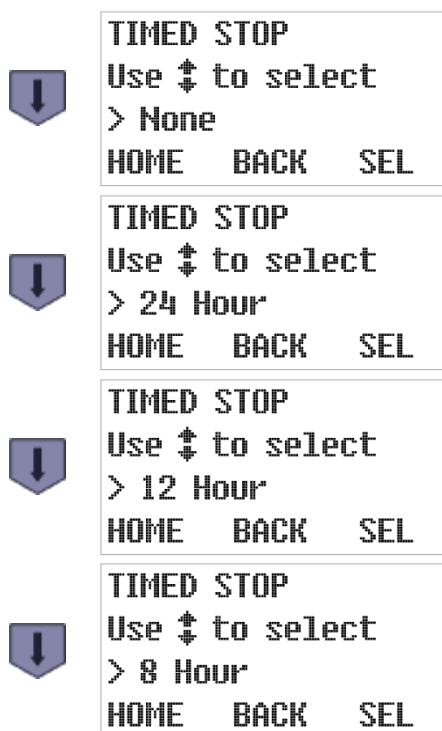 TIMED STOP
Use ↕ to select
> None
HOME BACK SEL
TIMED STOP
Use ↕ to select
> 24 Hour
HOME BACK SEL
TIMED STOP
Use ↕ to select
> 12 Hour
HOME BACK SEL
TIMED STOP
Use ↕ to select
> 8 Hour
HOME BACK SEL